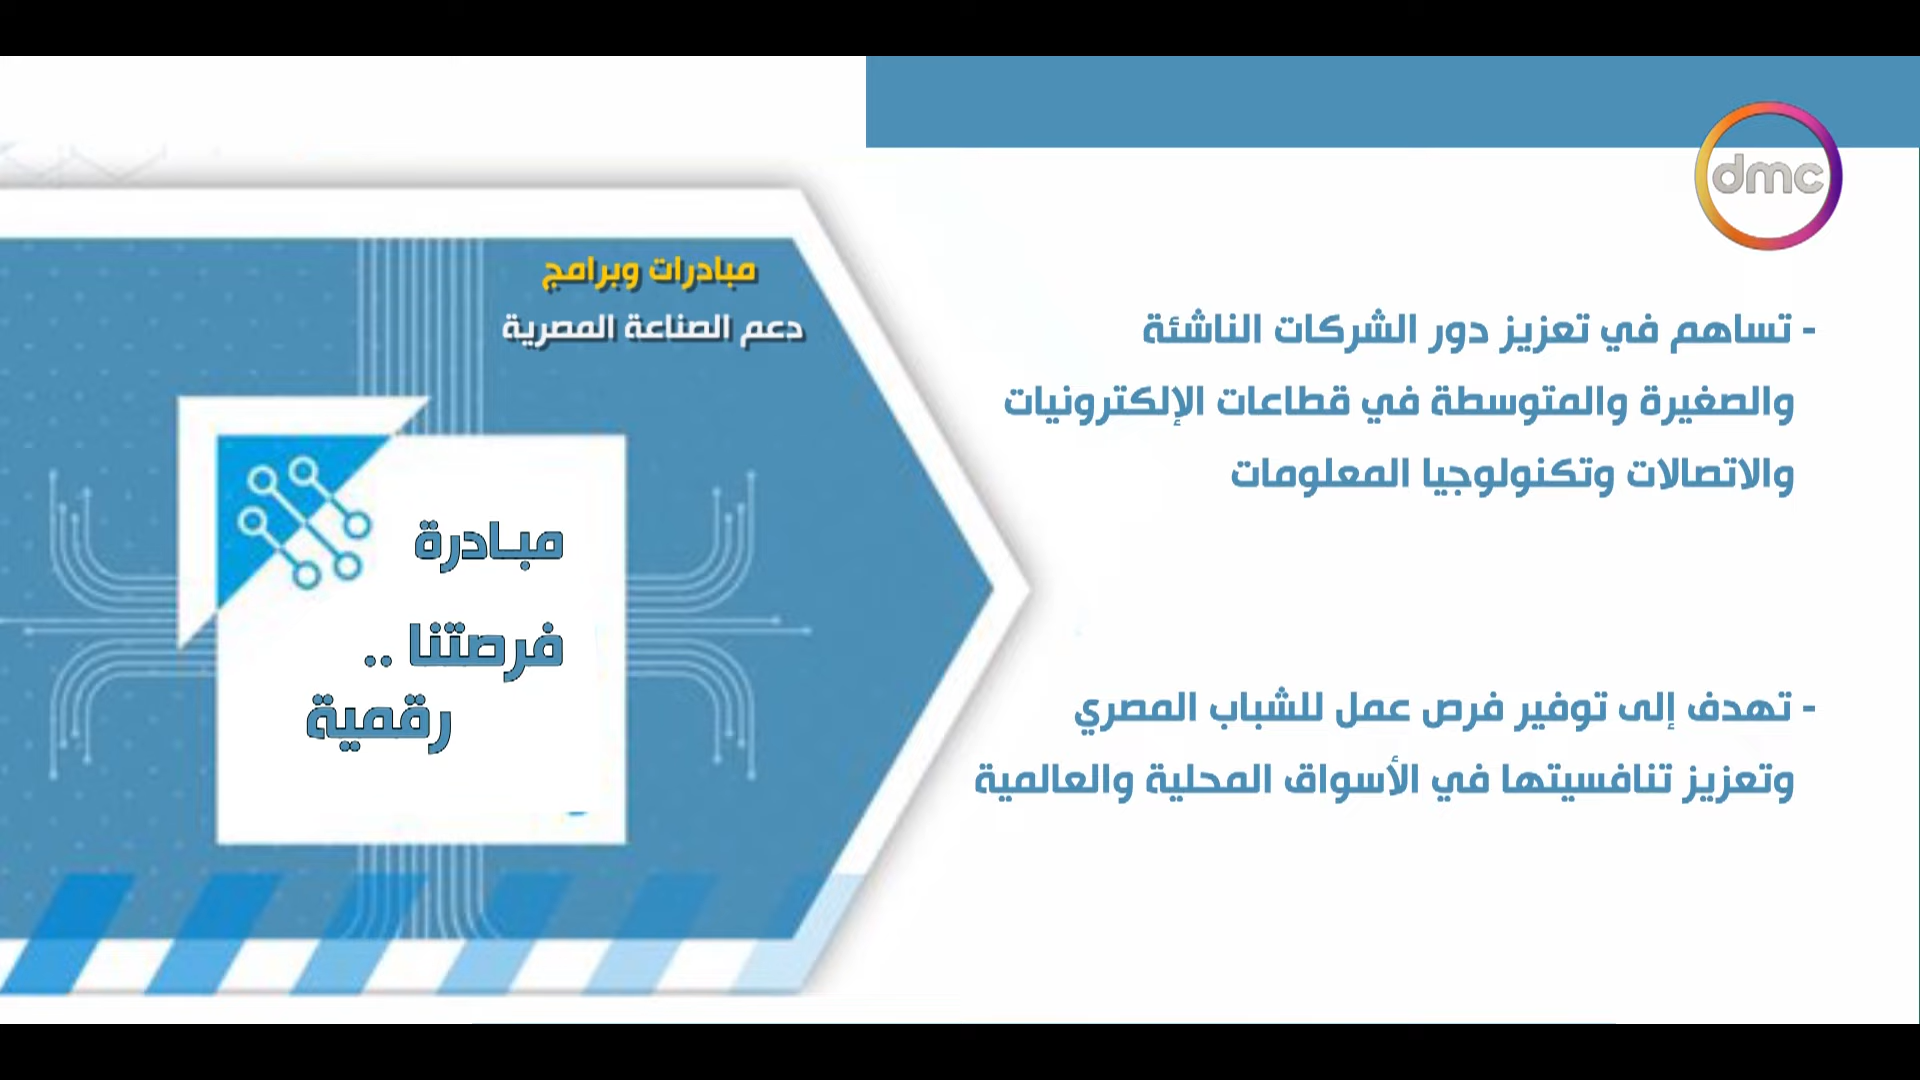 dmc
مبادرات وبرامج
دعم الصناعة المصرية
مبادرة
فرصتنا ..
رقمية
- تساهم في تعزيز دور الشركات الناشئة
والصغيرة والمتوسطة في قطاعات الإلكترونيات
والاتصالات وتكنولوجيا المعلومات
- تهدف إلى توفير فرص عمل للشباب المصري
وتعزيز تنافسيتها في الأسواق المحلية والعالمية